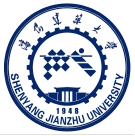 沈阳建筑大学
1948
SHENYANG JIANZHU UNIVERSITY